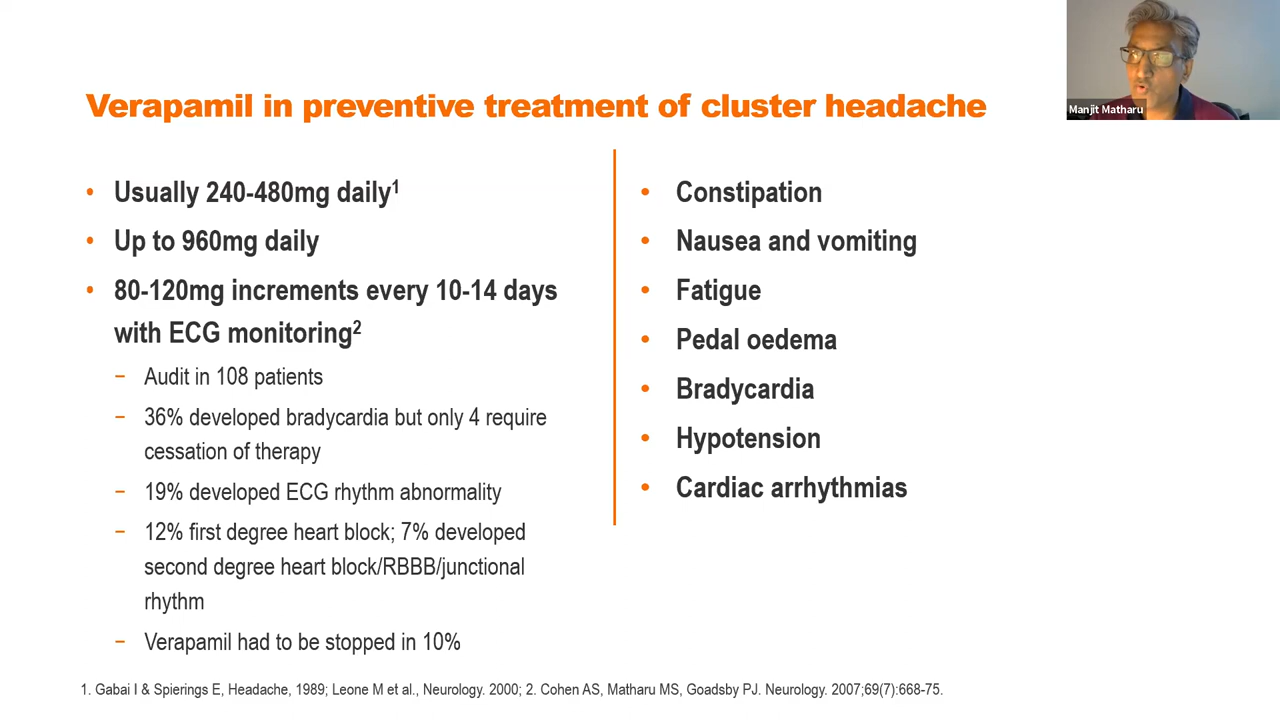 Verapamil in preventive treatment of cluster headache
Manjit Matharu
• Usually 240-480mg daily¹
• Up to 960mg daily
• 80-120mg increments every 10-14 days
with ECG monitoring²
− Audit in 108 patients
− 36% developed bradycardia but only 4 require
cessation of therapy
− 19% developed ECG rhythm abnormality
− 12% first degree heart block; 7% developed
second degree heart block/RBBB/junctional
rhythm
− Verapamil had to be stopped in 10%
• Constipation
• Nausea and vomiting
• Fatigue
• Pedal oedema
• Bradycardia
• Hypotension
• Cardiac arrhythmias
1. Gabai I & Spierings E, Headache, 1989; Leone M et al., Neurology. 2000; 2. Cohen AS, Matharu MS, Goadsby PJ. Neurology. 2007;69(7):668-75.